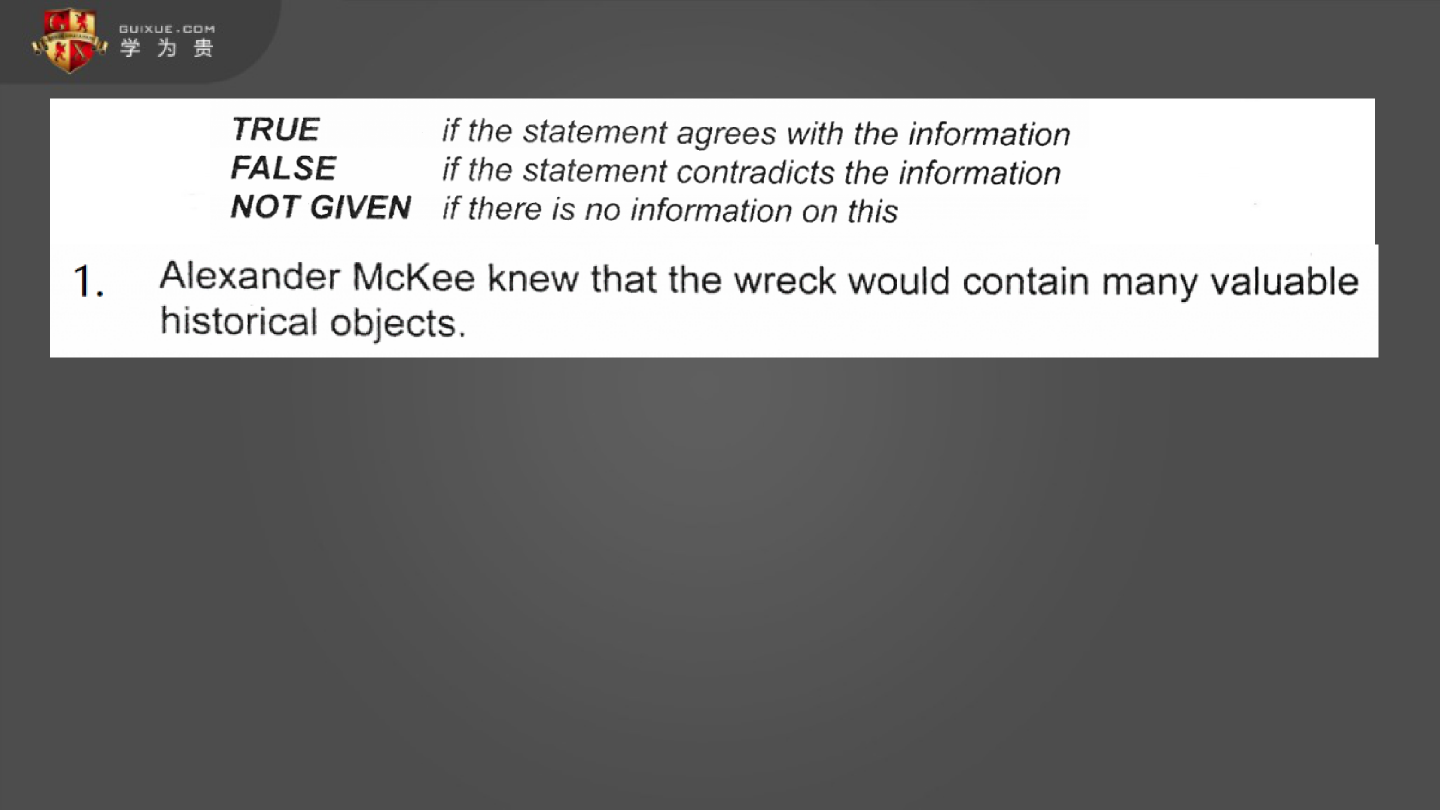 GUIXUE.COM
学为贵
TRUE if the statement agrees with the information
FALSE if the statement contradicts the information
NOT GIVEN if there is no information on this
1. Alexander McKee knew that the wreck would contain many valuable
historical objects.